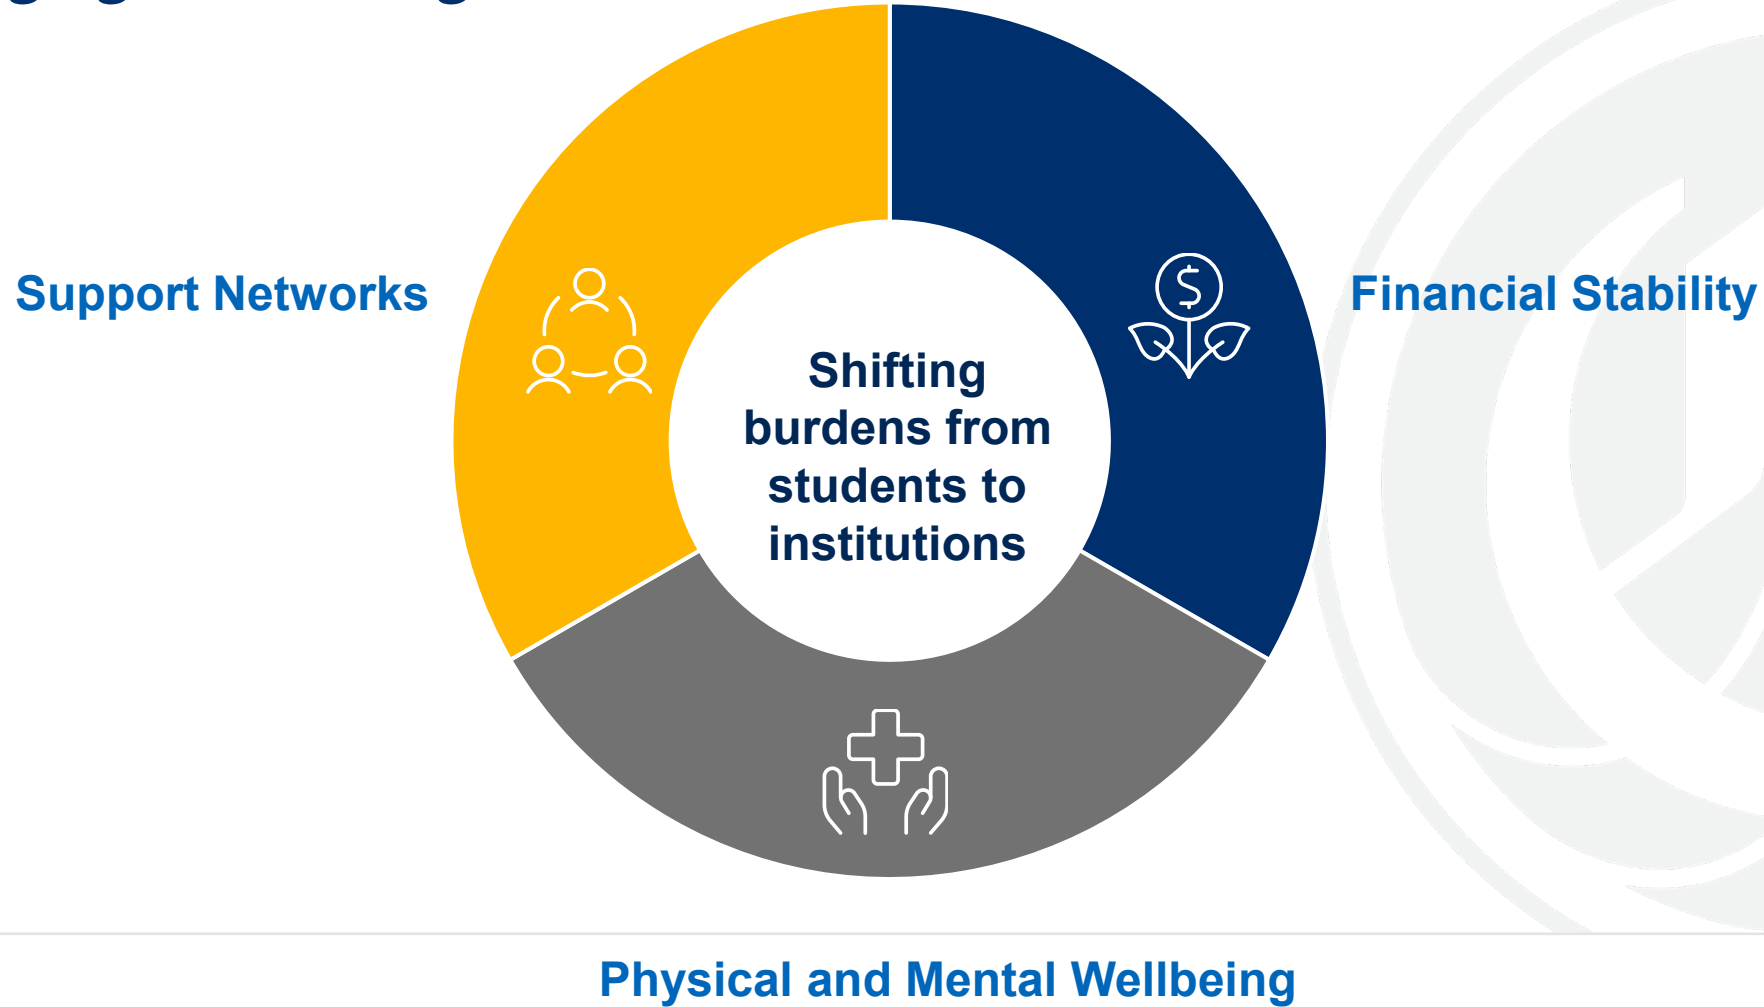 Support Networks
Financial Stability
Shifting
burdens from
students to
institutions
$
Physical and Mental Wellbeing